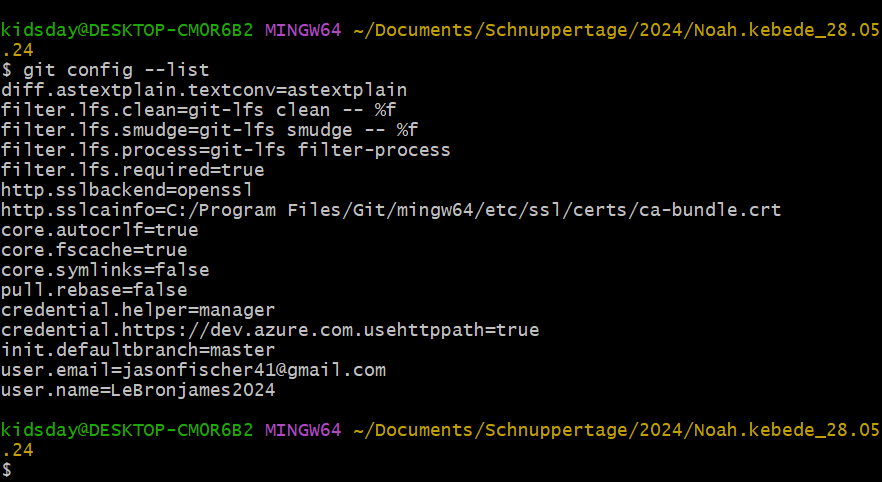 kidsday@DESKTOP-CMOR6B2 MINGW64 ~/Documents/Schnuppertage/2024/Noah.kebede_28.05
.24
$ git config --list
diff.astextplain.textconv=astextplain
filter.lfs.clean=git-lfs clean -- %f
filter.lfs.smudge=git-lfs smudge -- %f
filter.lfs.process=git-lfs filter-process
filter.lfs.required=true
http.sslbackend=openssl
http.sslcainfo=C:/Program Files/Git/mingw64/etc/ssl/certs/ca-bundle.crt
core.autocrlf=true
core.fscache=true
core.symlinks=false
pull.rebase=false
credential.helper=manager
credential.https://dev.azure.com.usehttppath=true
init.defaultbranch=master
user.email=jasonfischer41@gmail.com
user.name=LeBronjames2024
kidsday@DESKTOP-CMOR6B2 MINGW64 ~/Documents/Schnuppertage/2024/Noah.kebede_28.05
.24
$